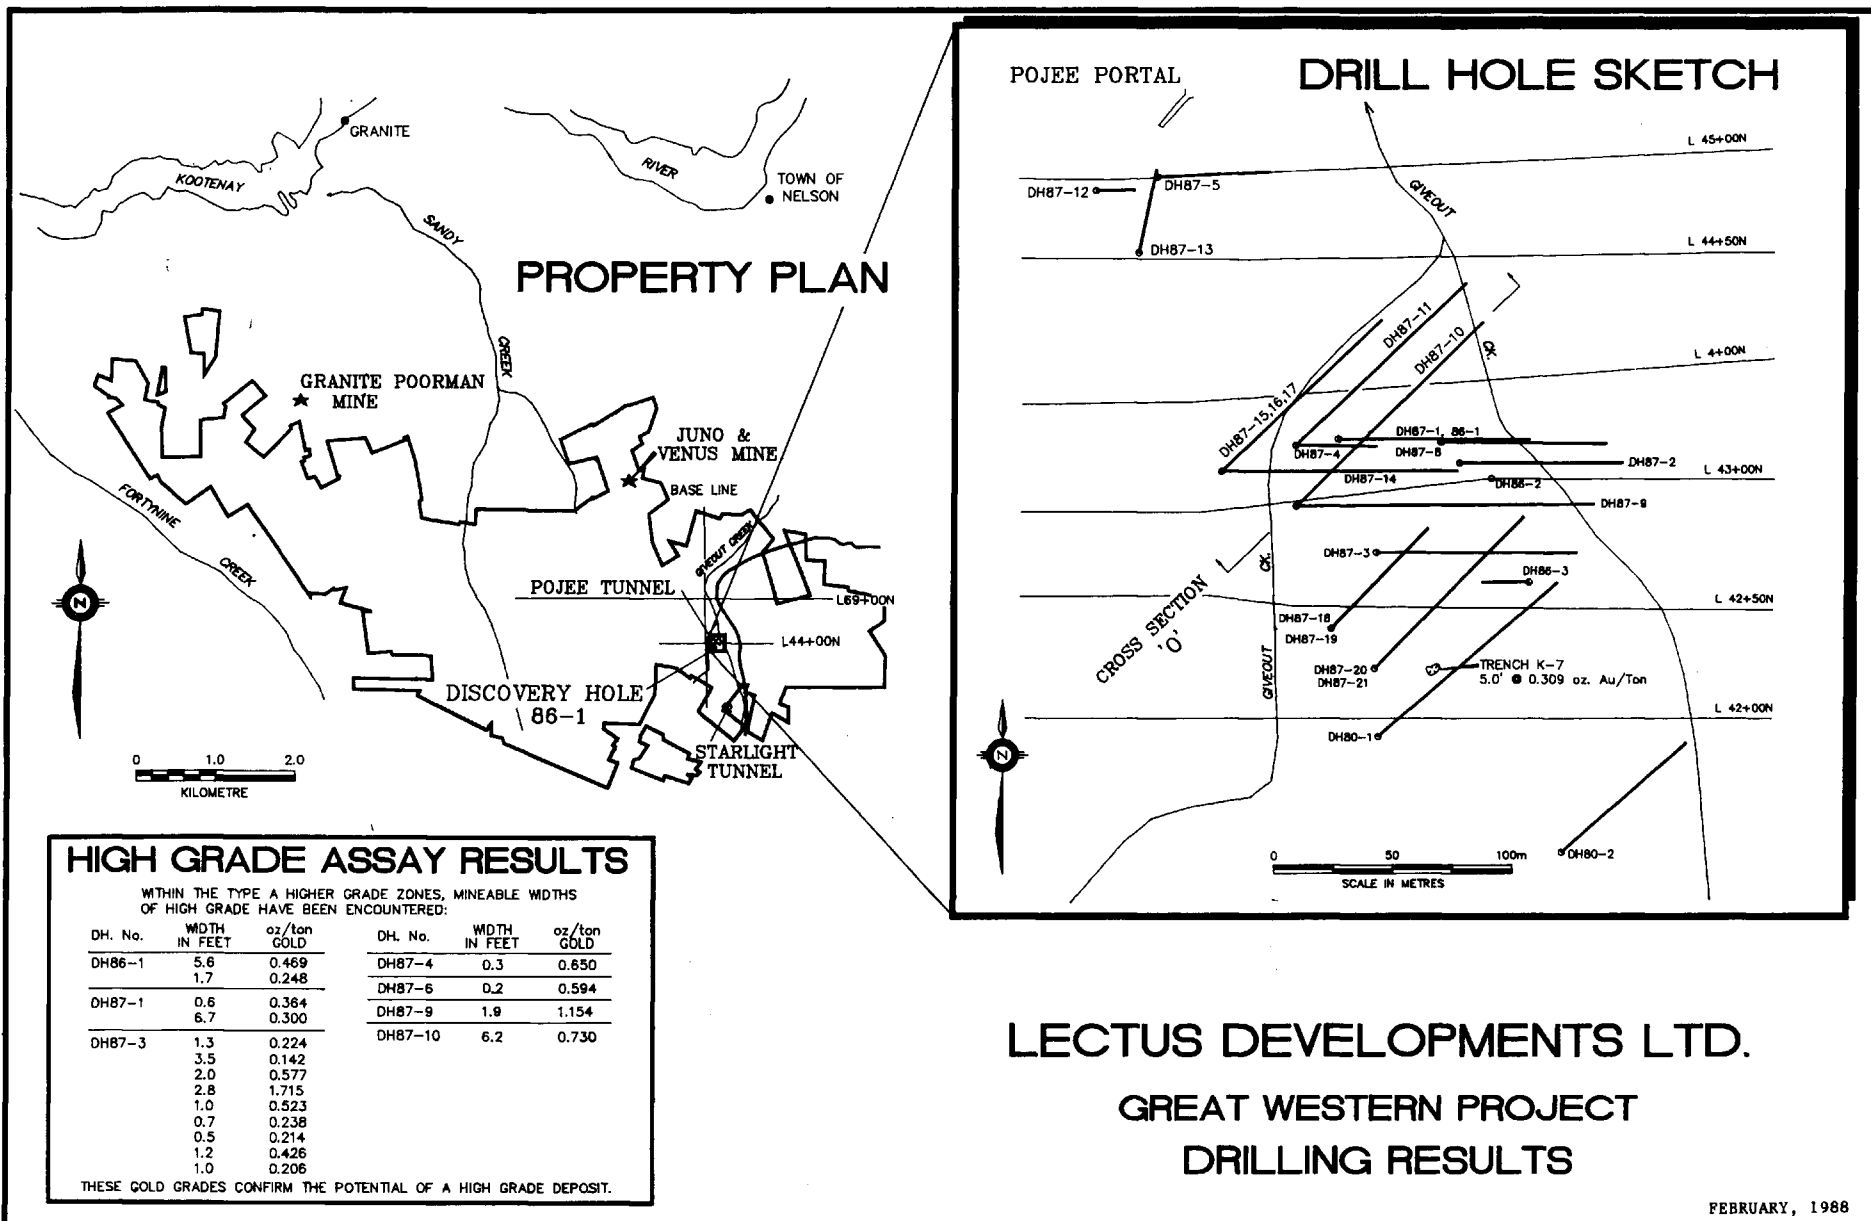 GRANITE
KOOTENAY
RIVER
TOWN OF
NELSON
SANDY
CREEK
PROPERTY PLAN
GRANITE POORMAN
MINE
JUNO &
VENUS MINE
BASE LINE
FORTYNINE
CREEK
GIVEOUT CREEK
POJEE TUNNEL
L69+00N
L44+00N
DISCOVERY HOLE
86-1
STARLIGHT
TUNNEL
N
0 1.0 2.0
KILOMETRE
HIGH GRADE ASSAY RESULTS
WITHIN THE TYPE A HIGHER GRADE ZONES, MINEABLE WIDTHS
OF HIGH GRADE HAVE BEEN ENCOUNTERED:
DH. No. WIDTH IN FEET oz/ton GOLD
DH86-1 5.6 0.469
1.7 0.248
DH87-1 0.6 0.364
6.7 0.300
DH87-3 1.3 0.224
3.5 0.142
2.0 0.577
2.8 1.715
1.0 0.523
0.7 0.238
0.5 0.214
1.2 0.426
1.0 0.206
DH. No. WIDTH IN FEET oz/ton GOLD
DH87-4 0.3 0.650
DH87-6 0.2 0.594
DH87-9 1.9 1.154
DH87-10 6.2 0.730
THESE GOLD GRADES CONFIRM THE POTENTIAL OF A HIGH GRADE DEPOSIT.
POJEE PORTAL
DRILL HOLE SKETCH
L 45+00N
DH87-12
DH87-5
GIVEOUT
L 44+50N
DH87-13
DH87-11
DH87-10
CK.
L 4+00N
DH87-15,16,17
DH87-1, 86-1
DH87-4
DH87-2
L 43+00N
DH87-14
DH86-2
DH87-9
DH87-3
CK.
DH86-3
L 42+50N
CROSS SECTION
'O'
DH87-18
DH87-19
GIVEOUT
DH87-20
DH87-21
TRENCH K-7
5.0' @ 0.309 oz. Au/Ton
L 42+00N
DH80-1
N
DH80-2
0 50 100m
SCALE IN METRES
LECTUS DEVELOPMENTS LTD.
GREAT WESTERN PROJECT
DRILLING RESULTS
FEBRUARY, 1988